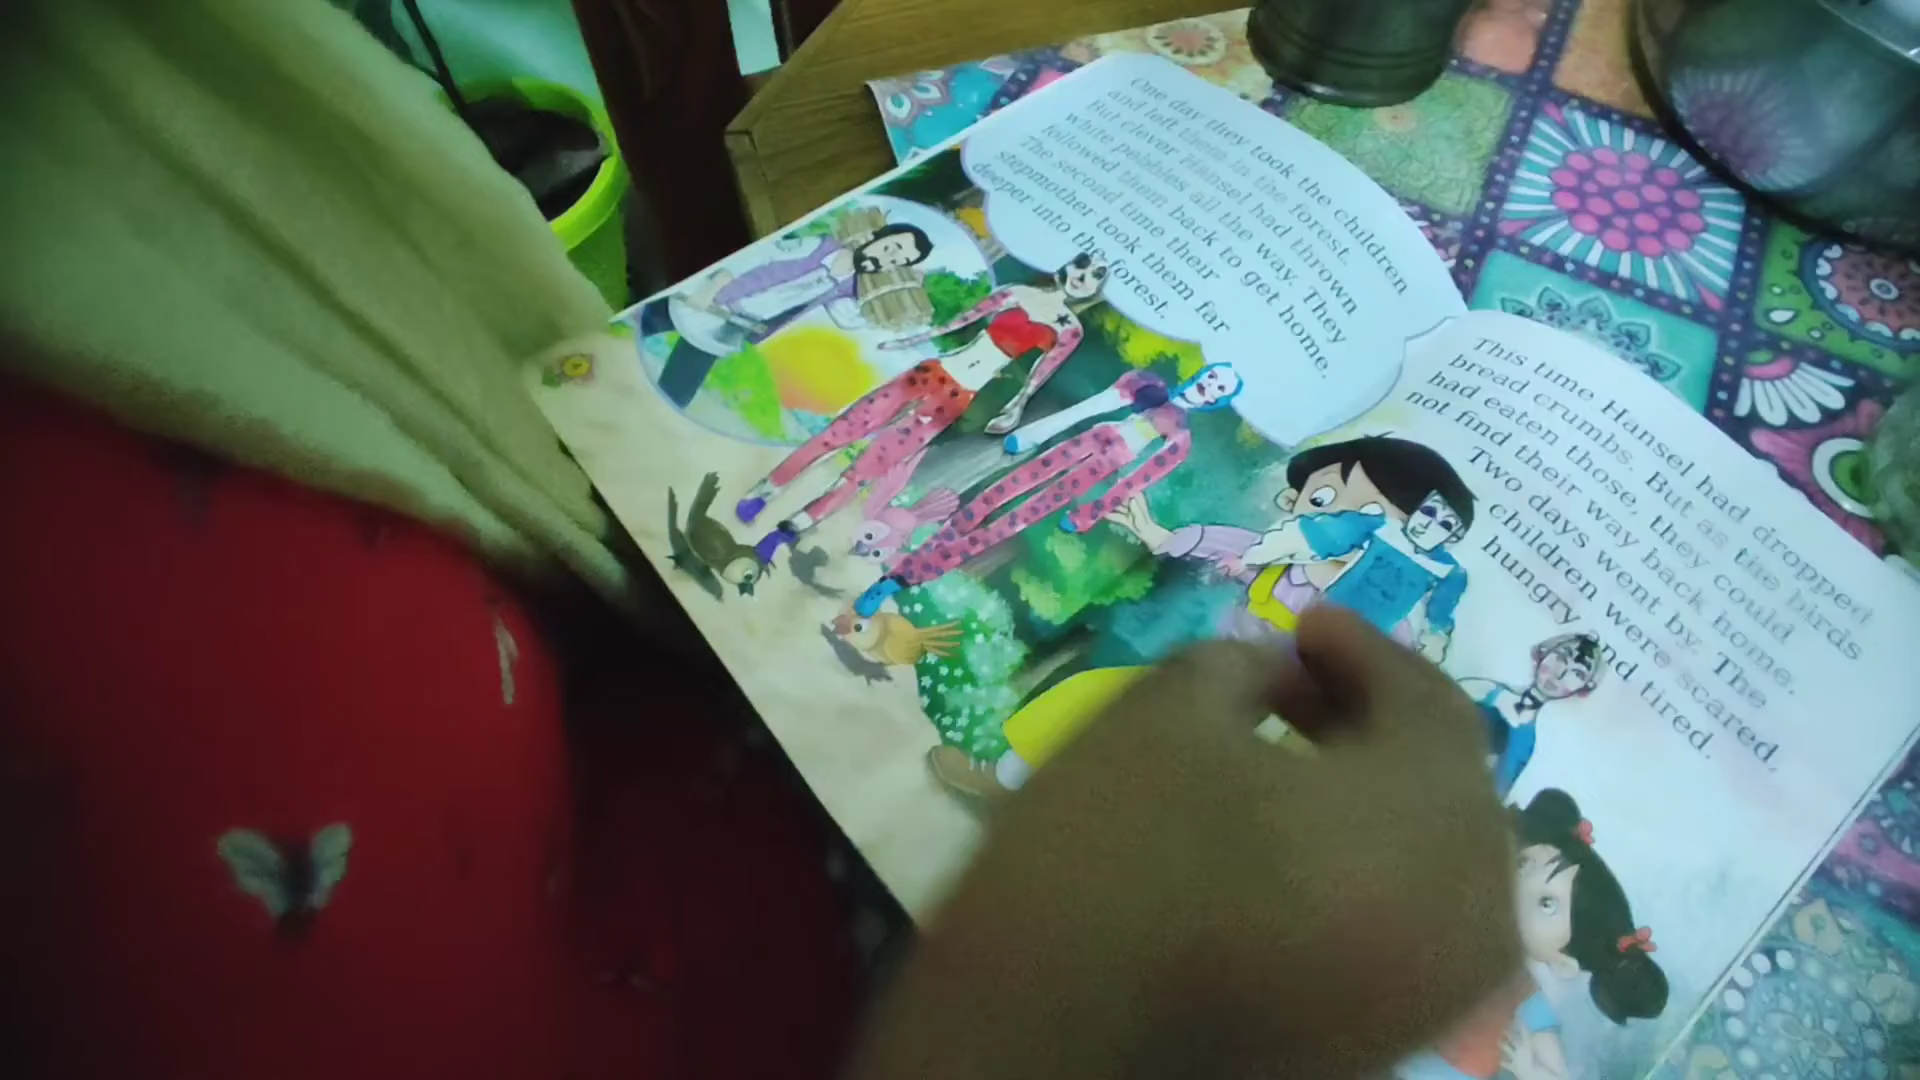 One day they took the children
and left them in the forest.
But clever Hansel had thrown
white pebbles all the way. They
followed them back to get home.
The second time their
stepmother took them far
deeper into the forest.
This time Hansel had dropped
bread crumbs. But as the birds
had eaten those, they could
not find their way back home.
Two days went by. The
children were scared,
hungry and tired.